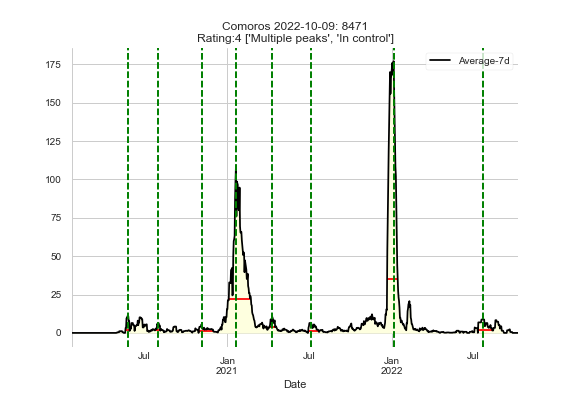 Comoros 2022-10-09: 8471
Rating:4 ['Multiple peaks', 'In control']
Average-7d
175
150
125
100
75
50
25
0
Jul
Jan
2021
Jul
Jan
2022
Jul
Date